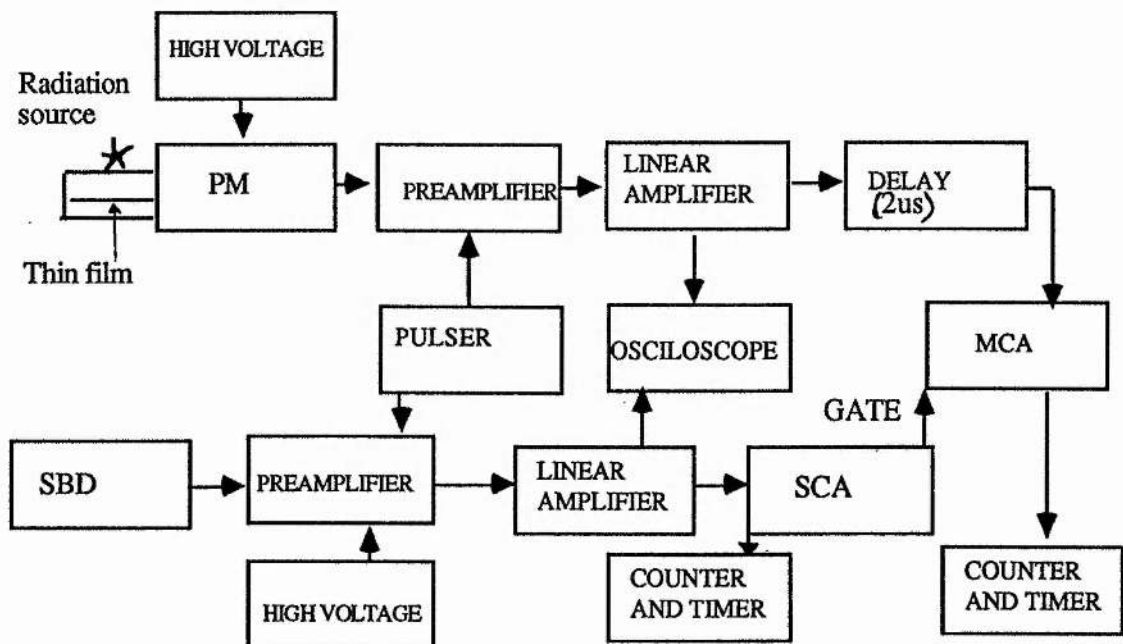 HIGH VOLTAGE
Radiation
source
PM
PREAMPLIFIER
LINEAR
AMPLIFIER
DELAY
(2us)
Thin film
PULSER
OSCILOSCOPE
MCA
GATE
SBD
PREAMPLIFIER
LINEAR
AMPLIFIER
SCA
HIGH VOLTAGE
COUNTER
AND TIMER
COUNTER
AND TIMER